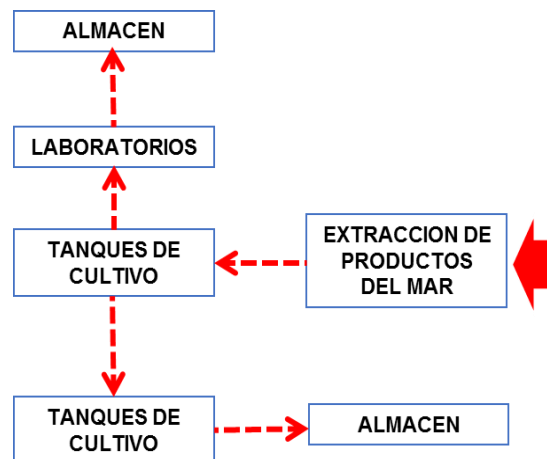 ALMACEN
LABORATORIOS
TANQUES DE
CULTIVO
EXTRACCION DE
PRODUCTOS
DEL MAR
TANQUES DE
CULTIVO
ALMACEN